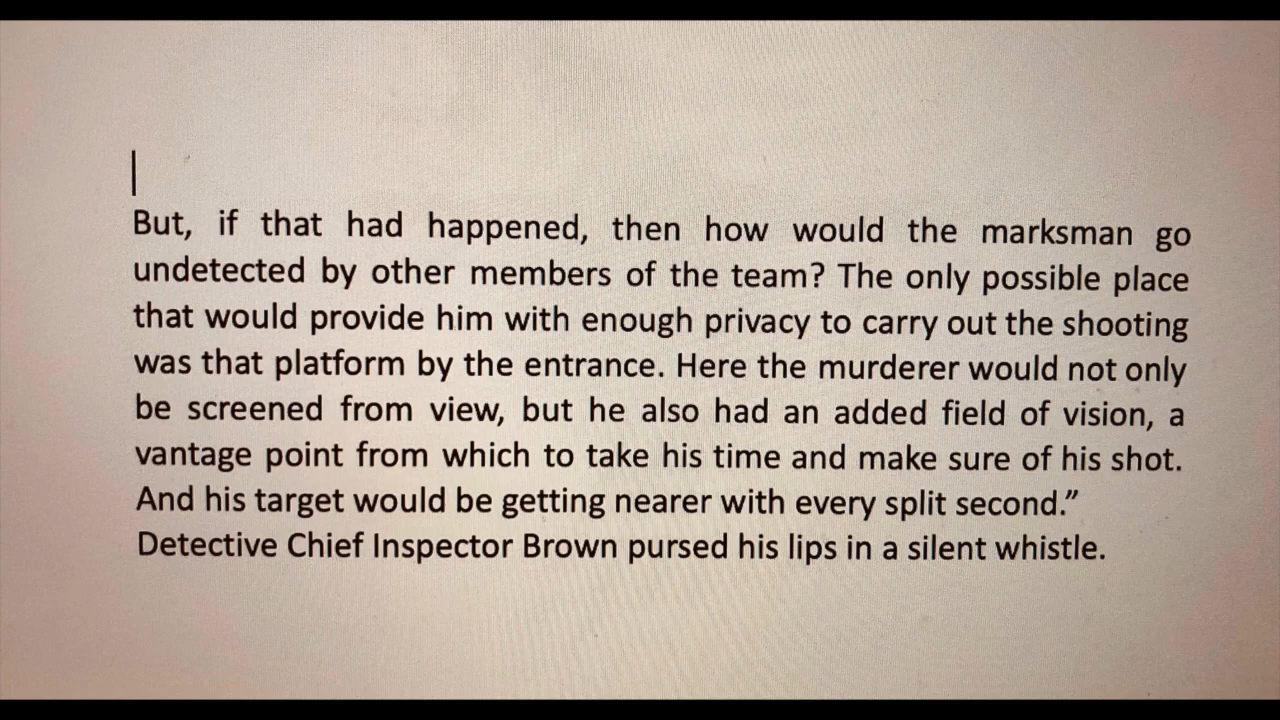 But, if that had happened, then how would the marksman go
undetected by other members of the team? The only possible place
that would provide him with enough privacy to carry out the shooting
was that platform by the entrance. Here the murderer would not only
be screened from view, but he also had an added field of vision, a
vantage point from which to take his time and make sure of his shot.
And his target would be getting nearer with every split second.”
Detective Chief Inspector Brown pursed his lips in a silent whistle.